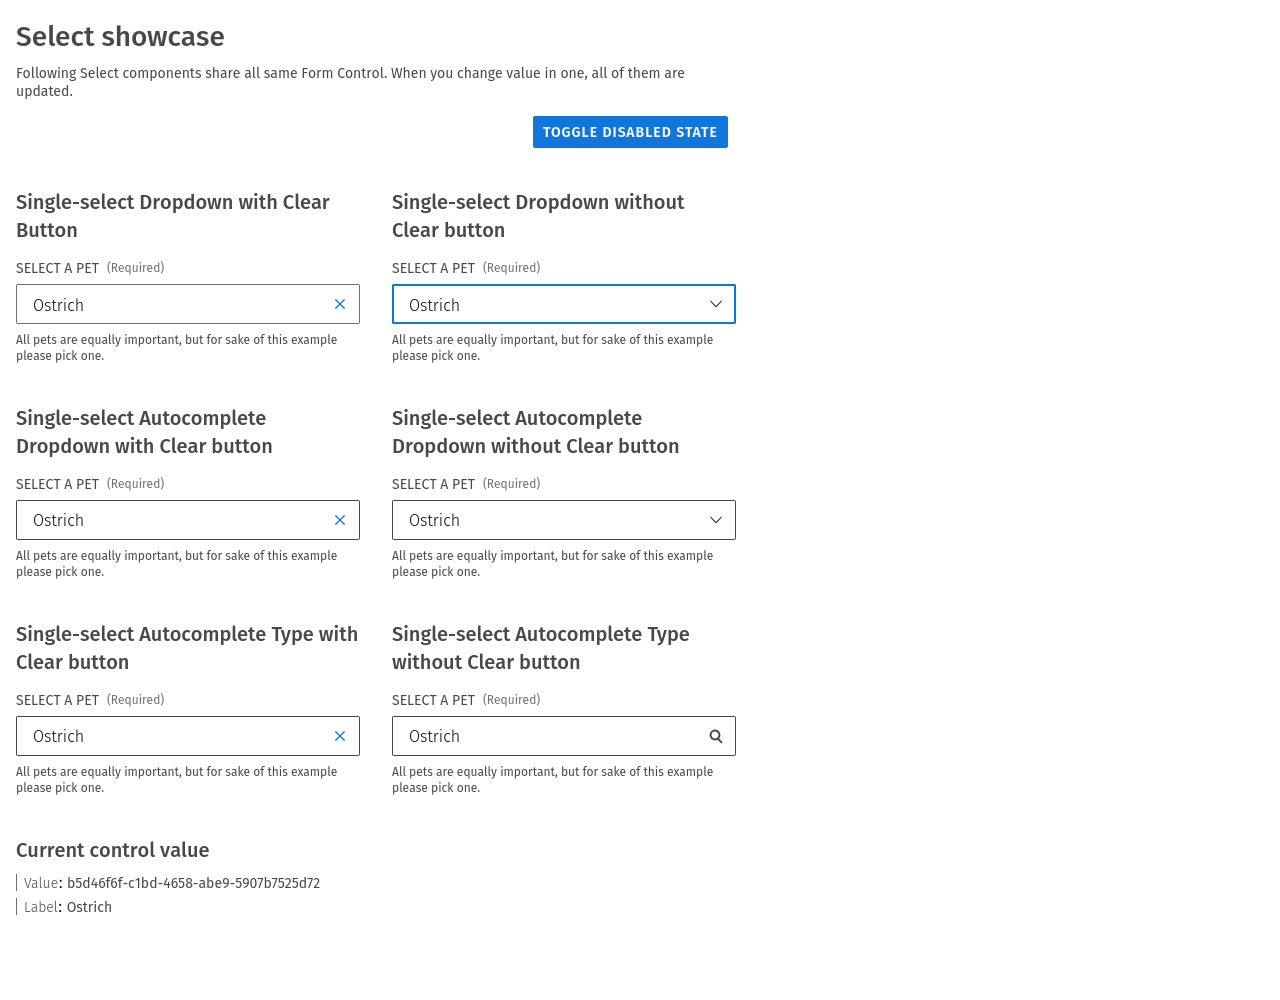 Select showcase
Following Select components share all same Form Control. When you change value in one, all of them are
updated.
TOGGLE DISABLED STATE
Single-select Dropdown with Clear
Button
SELECT A PET (Required)
Ostrich
All pets are equally important, but for sake of this example
please pick one.
Single-select Dropdown without
Clear button
SELECT A PET (Required)
Ostrich
All pets are equally important, but for sake of this example
please pick one.
Single-select Autocomplete
Dropdown with Clear button
SELECT A PET (Required)
Ostrich
All pets are equally important, but for sake of this example
please pick one.
Single-select Autocomplete
Dropdown without Clear button
SELECT A PET (Required)
Ostrich
All pets are equally important, but for sake of this example
please pick one.
Single-select Autocomplete Type with
Clear button
SELECT A PET (Required)
Ostrich
All pets are equally important, but for sake of this example
please pick one.
Single-select Autocomplete Type
without Clear button
SELECT A PET (Required)
Ostrich
All pets are equally important, but for sake of this example
please pick one.
Current control value
Value: b5d46f6f-c1bd-4658-abe9-5907b7525d72
Label: Ostrich